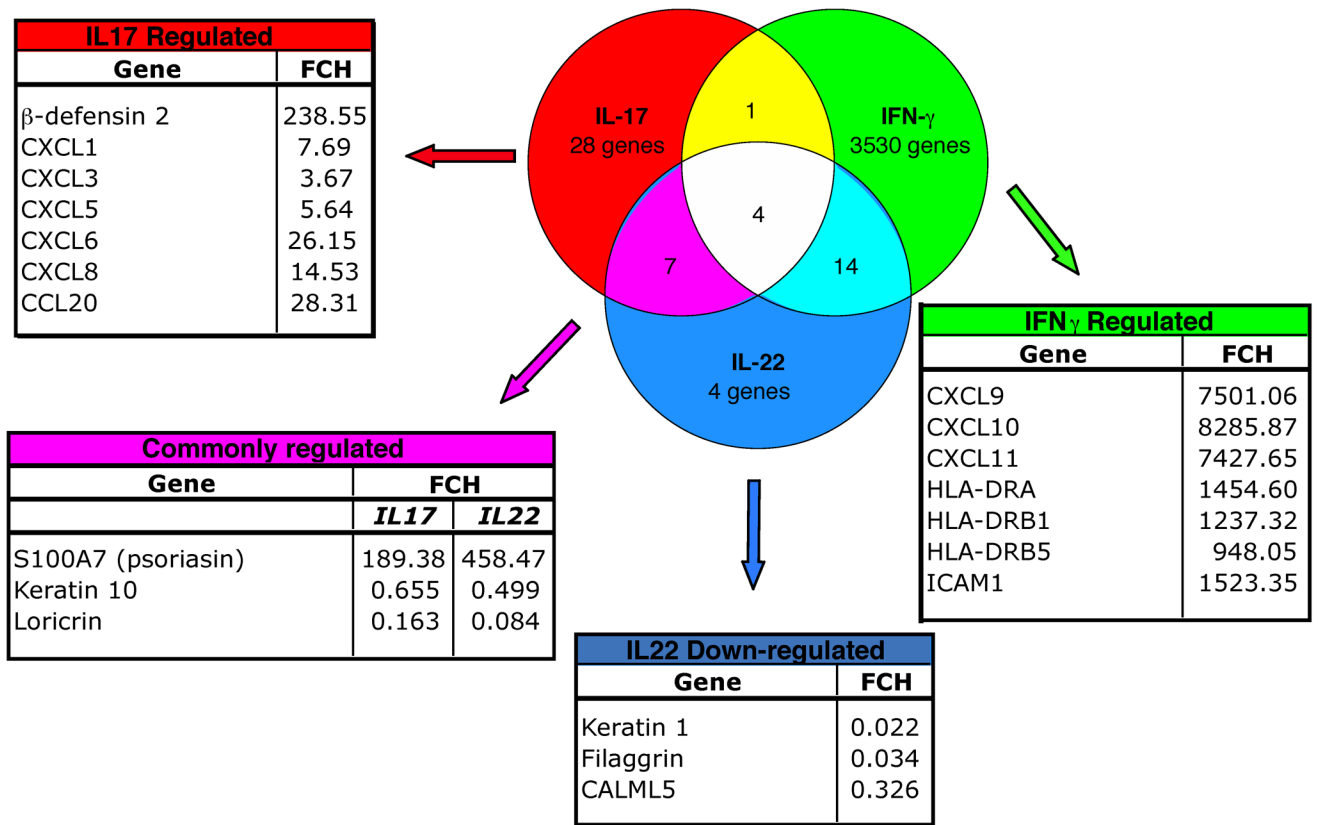 IL17 Regulated
Gene FCH
β-defensin 2 238.55
CXCL1 7.69
CXCL3 3.67
CXCL5 5.64
CXCL6 26.15
CXCL8 14.53
CCL20 28.31
IL-17
28 genes
1
IFN-γ
3530 genes
4
7
14
IL-22
4 genes
IFNγ Regulated
Gene FCH
CXCL9 7501.06
CXCL10 8285.87
CXCL11 7427.65
HLA-DRA 1454.60
HLA-DRB1 1237.32
HLA-DRB5 948.05
ICAM1 1523.35
Commonly regulated
Gene FCH
IL17 IL22
S100A7 (psoriasin) 189.38 458.47
Keratin 10 0.655 0.499
Loricrin 0.163 0.084
IL22 Down-regulated
Gene FCH
Keratin 1 0.022
Filaggrin 0.034
CALML5 0.326